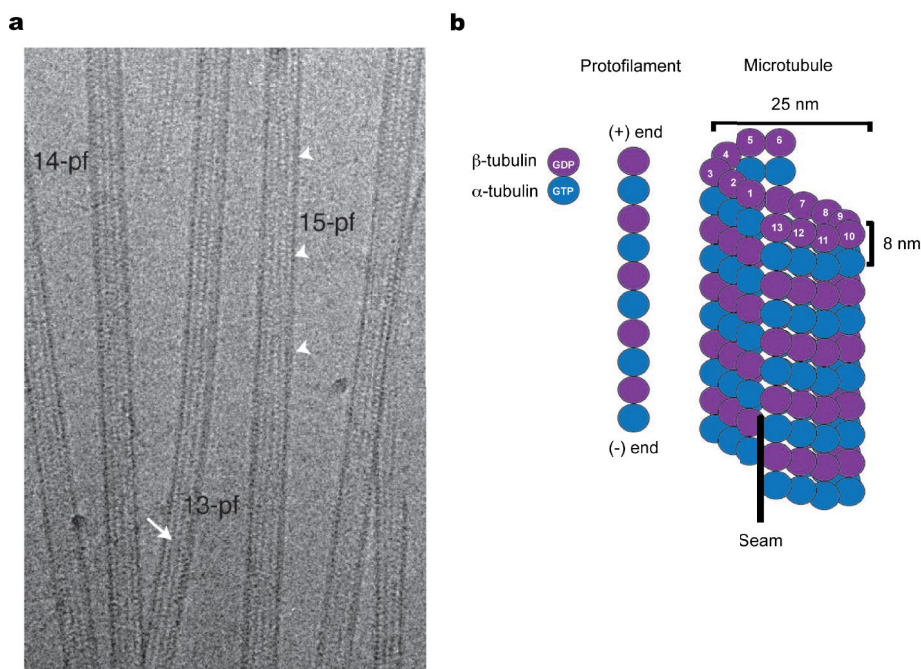 a
14-pf
15-pf
13-pf
b
Protofilament
Microtubule
25 nm
(+) end
β-tubulin
GDP
α-tubulin
GTP
5
6
4
3
2
1
7
8
9
13
12
11
10
8 nm
(-) end
Seam